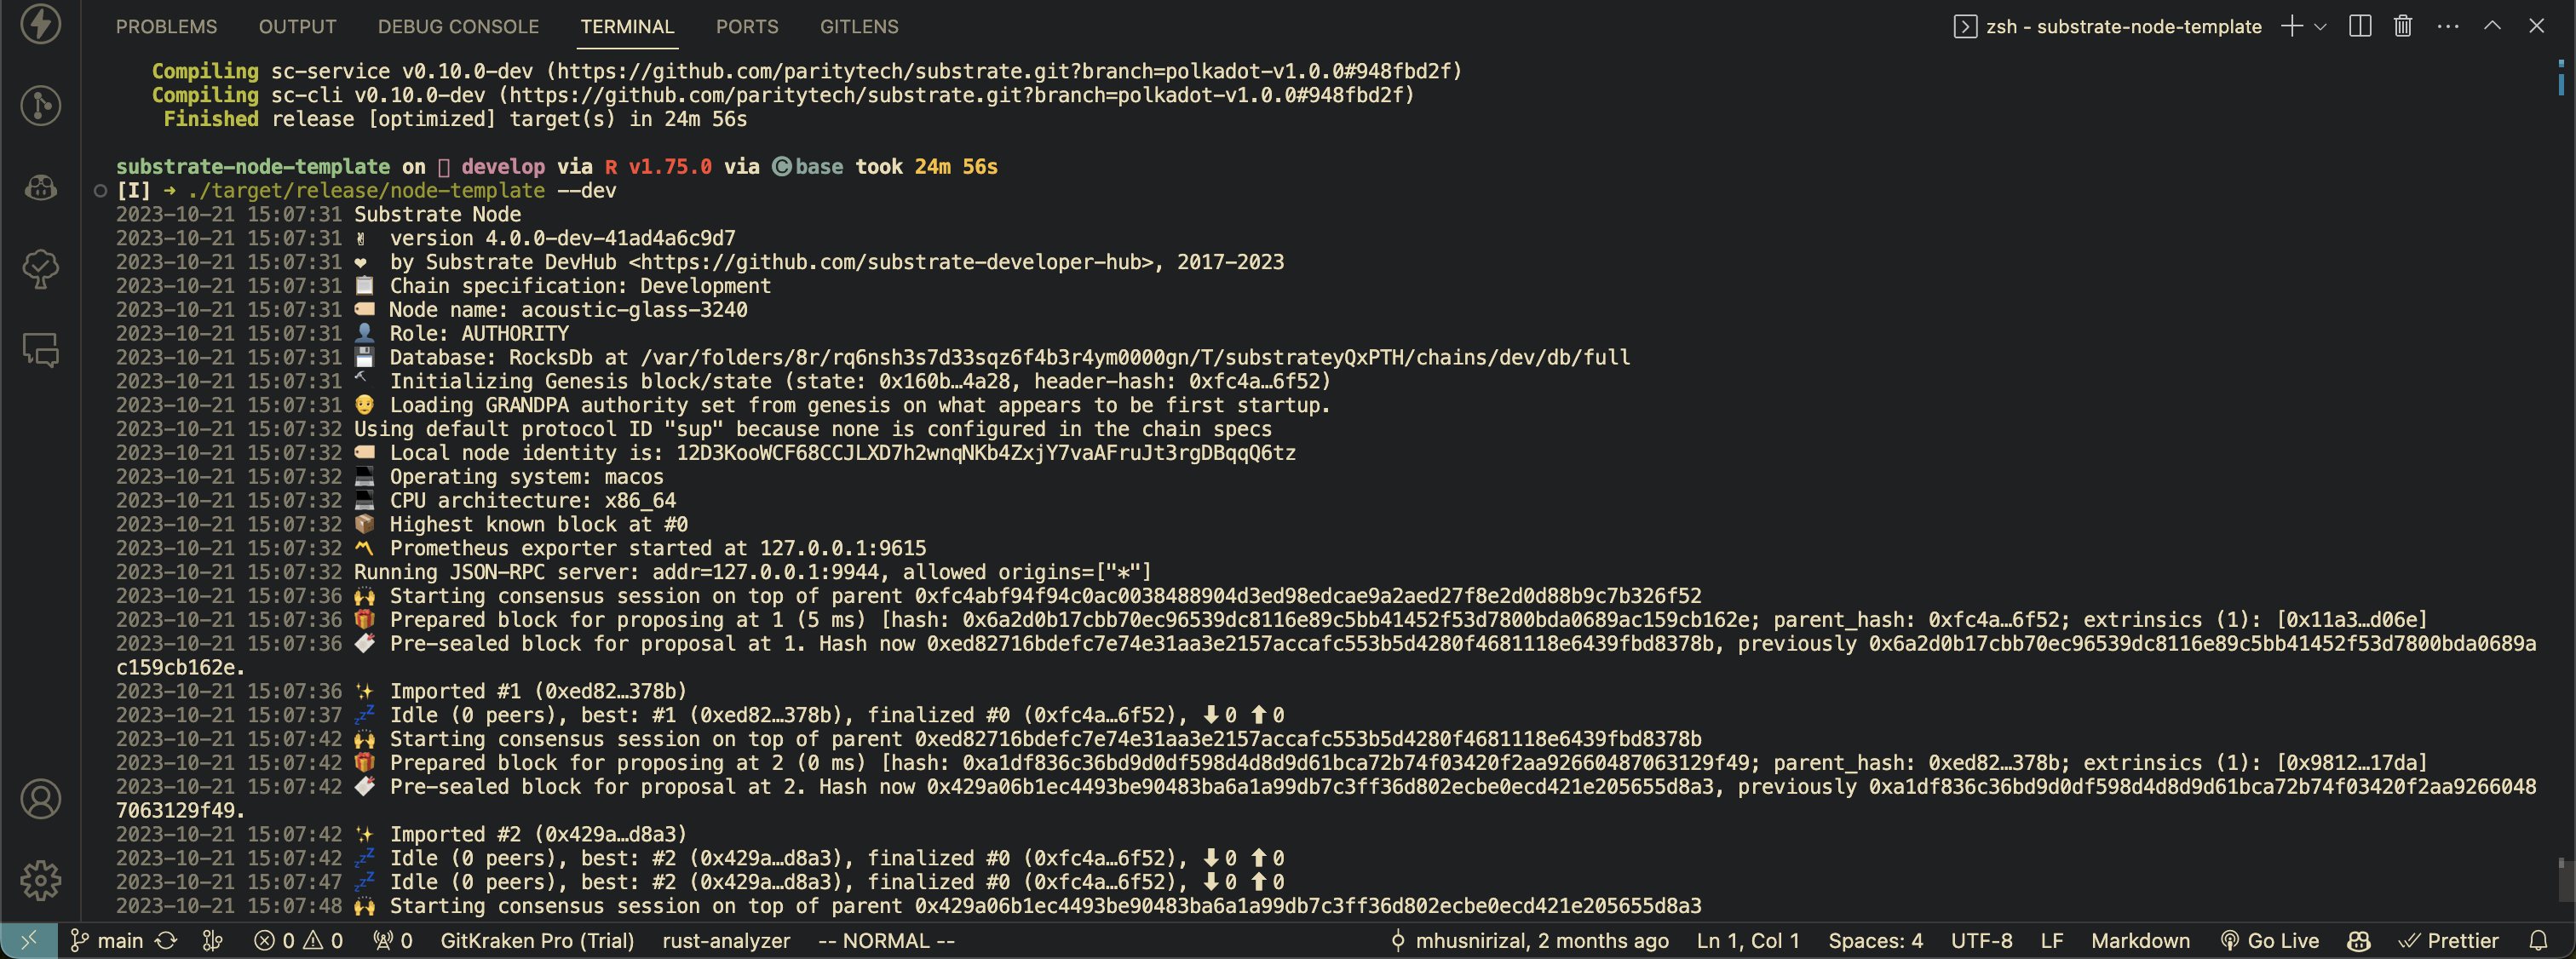 PROBLEMS OUTPUT DEBUG CONSOLE TERMINAL PORTS GITLENS zsh - substrate-node-template
Compiling sc-service v0.10.0-dev (https://github.com/paritytech/substrate.git?branch=polkadot-v1.0.0#948fbd2f)
Compiling sc-cli v0.10.0-dev (https://github.com/paritytech/substrate.git?branch=polkadot-v1.0.0#948fbd2f)
Finished release [optimized] target(s) in 24m 56s
substrate-node-template on develop via R v1.75.0 via ©base took 24m 56s
[I] → ./target/release/node-template --dev
2023-10-21 15:07:31 Substrate Node
2023-10-21 15:07:31 ✌ version 4.0.0-dev-41ad4a6c9d7
2023-10-21 15:07:31 ❤ by Substrate DevHub <https://github.com/substrate-developer-hub>, 2017-2023
2023-10-21 15:07:31 📋 Chain specification: Development
2023-10-21 15:07:31 🏷 Node name: acoustic-glass-3240
2023-10-21 15:07:31 👤 Role: AUTHORITY
2023-10-21 15:07:31 💾 Database: RocksDb at /var/folders/8r/rq6nsh3s7d33sqz6f4b3r4ym0000gn/T/substrateyQxPTH/chains/dev/db/full
2023-10-21 15:07:31 🔨 Initializing Genesis block/state (state: 0x160b…4a28, header-hash: 0xfc4a…6f52)
2023-10-21 15:07:31 👴 Loading GRANDPA authority set from genesis on what appears to be first startup.
2023-10-21 15:07:32 Using default protocol ID "sup" because none is configured in the chain specs
2023-10-21 15:07:32 🏷 Local node identity is: 12D3KooWCF68CCJLXD7h2wnqNKb4ZxjY7vaAFruJt3rgDBqqQ6tz
2023-10-21 15:07:32 💻 Operating system: macos
2023-10-21 15:07:32 💻 CPU architecture: x86_64
2023-10-21 15:07:32 📦 Highest known block at #0
2023-10-21 15:07:32 〽 Prometheus exporter started at 127.0.0.1:9615
2023-10-21 15:07:32 Running JSON-RPC server: addr=127.0.0.1:9944, allowed origins=["*"]
2023-10-21 15:07:36 🙌 Starting consensus session on top of parent 0xfc4abf94f94c0ac0038488904d3ed98edcae9a2aed27f8e2d0d88b9c7b326f52
2023-10-21 15:07:36 🎁 Prepared block for proposing at 1 (5 ms) [hash: 0x6a2d0b17cbb70ec96539dc8116e89c5bb41452f53d7800bda0689ac159cb162e; parent_hash: 0xfc4a…6f52; extrinsics (1): [0x11a3…d06e]
2023-10-21 15:07:36 🔖 Pre-sealed block for proposal at 1. Hash now 0xed82716bdefc7e74e31aa3e2157accafc553b5d4280f4681118e6439fbd8378b, previously 0x6a2d0b17cbb70ec96539dc8116e89c5bb41452f53d7800bda0689a
c159cb162e.
2023-10-21 15:07:36 ✨ Imported #1 (0xed82…378b)
2023-10-21 15:07:37 💤 Idle (0 peers), best: #1 (0xed82…378b), finalized #0 (0xfc4a…6f52), ⬇ 0 ⬆ 0
2023-10-21 15:07:42 🙌 Starting consensus session on top of parent 0xed82716bdefc7e74e31aa3e2157accafc553b5d4280f4681118e6439fbd8378b
2023-10-21 15:07:42 🎁 Prepared block for proposing at 2 (0 ms) [hash: 0xa1df836c36bd9d0df598d4d8d9d61bca72b74f03420f2aa92660487063129f49; parent_hash: 0xed82…378b; extrinsics (1): [0x9812…17da]
2023-10-21 15:07:42 🔖 Pre-sealed block for proposal at 2. Hash now 0x429a06b1ec4493be90483ba6a1a99db7c3ff36d802ecbe0ecd421e205655d8a3, previously 0xa1df836c36bd9d0df598d4d8d9d61bca72b74f03420f2aa9266048
7063129f49.
2023-10-21 15:07:42 ✨ Imported #2 (0x429a…d8a3)
2023-10-21 15:07:42 💤 Idle (0 peers), best: #2 (0x429a…d8a3), finalized #0 (0xfc4a…6f52), ⬇ 0 ⬆ 0
2023-10-21 15:07:47 💤 Idle (0 peers), best: #2 (0x429a…d8a3), finalized #0 (0xfc4a…6f52), ⬇ 0 ⬆ 0
2023-10-21 15:07:48 🙌 Starting consensus session on top of parent 0x429a06b1ec4493be90483ba6a1a99db7c3ff36d802ecbe0ecd421e205655d8a3
main 0 0 0 GitKraken Pro (Trial) rust-analyzer -- NORMAL -- mhusnirizal, 2 months ago Ln 1, Col 1 Spaces: 4 UTF-8 LF Markdown Go Live Prettier